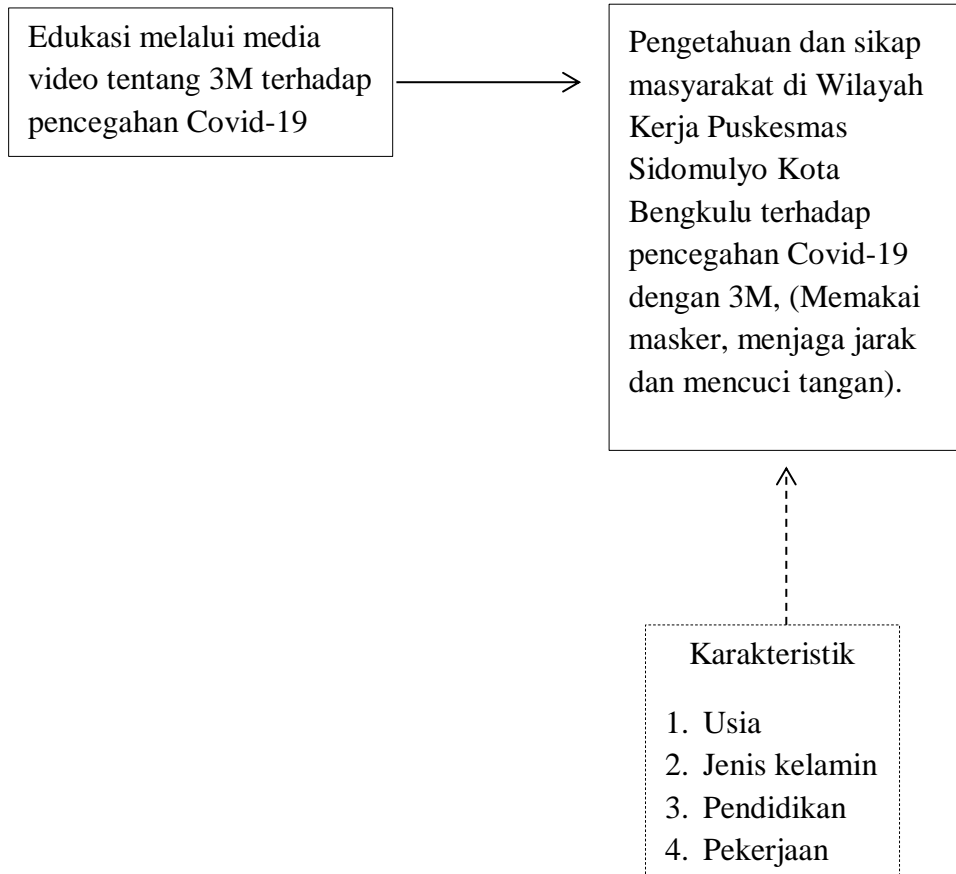 Edukasi melalui media
video tentang 3M terhadap
pencegahan Covid-19
Pengetahuan dan sikap
masyarakat di Wilayah
Kerja Puskesmas
Sidomulyo Kota
Bengkulu terhadap
pencegahan Covid-19
dengan 3M, (Memakai
masker, menjaga jarak
dan mencuci tangan).
Karakteristik
1. Usia
2. Jenis kelamin
3. Pendidikan
4. Pekerjaan